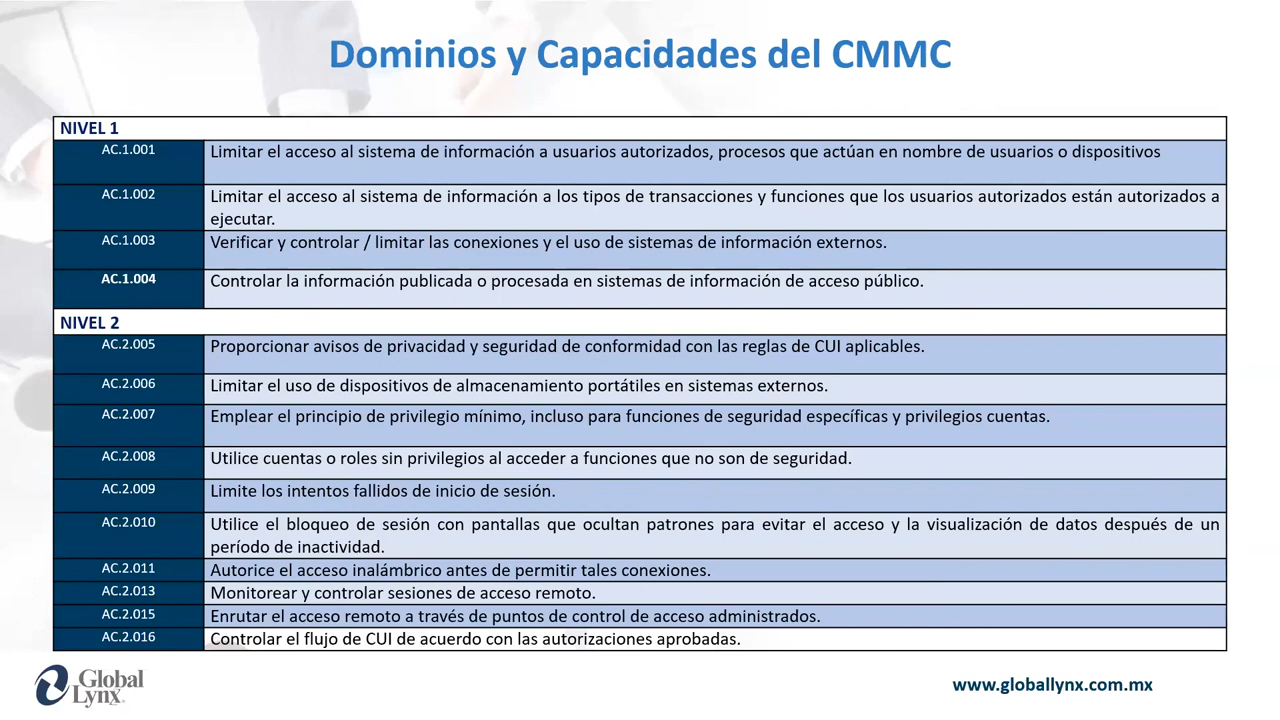 Dominios y Capacidades del CMMC
NIVEL 1
AC.1.001
Limitar el acceso al sistema de información a usuarios autorizados, procesos que actúan en nombre de usuarios o dispositivos
AC.1.002
Limitar el acceso al sistema de información a los tipos de transacciones y funciones que los usuarios autorizados están autorizados a
ejecutar.
AC.1.003
Verificar y controlar / limitar las conexiones y el uso de sistemas de información externos.
AC.1.004
Controlar la información publicada o procesada en sistemas de información de acceso público.
NIVEL 2
AC.2.005
Proporcionar avisos de privacidad y seguridad de conformidad con las reglas de CUI aplicables.
AC.2.006
Limitar el uso de dispositivos de almacenamiento portátiles en sistemas externos.
AC.2.007
Emplear el principio de privilegio mínimo, incluso para funciones de seguridad específicas y privilegios cuentas.
AC.2.008
Utilice cuentas o roles sin privilegios al acceder a funciones que no son de seguridad.
AC.2.009
Limite los intentos fallidos de inicio de sesión.
AC.2.010
Utilice el bloqueo de sesión con pantallas que ocultan patrones para evitar el acceso y la visualización de datos después de un
período de inactividad.
AC.2.011
Autorice el acceso inalámbrico antes de permitir tales conexiones.
AC.2.013
Monitorear y controlar sesiones de acceso remoto.
AC.2.015
Enrutar el acceso remoto a través de puntos de control de acceso administrados.
AC.2.016
Controlar el flujo de CUI de acuerdo con las autorizaciones aprobadas.
Global
Lynx
www.globallynx.com.mx